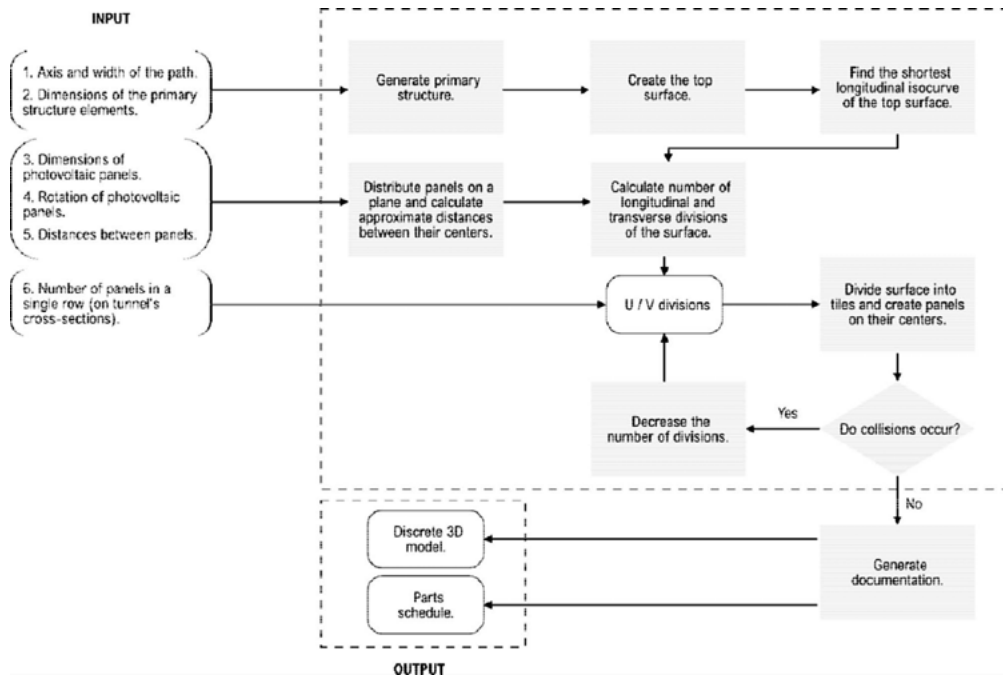 INPUT
1. Axis and width of the path.
2. Dimensions of the primary
structure elements.
Generate primary
structure.
Create the top
surface.
Find the shortest
longitudinal isocurve
of the top surface.
3. Dimensions of
photovoltaic panels.
4. Rotation of photovoltaic
panels.
5. Distances between panels.
Distribute panels on a
plane and calculate
approximate distances
between their centers.
Calculate number of
longitudinal and
transverse divisions
of the surface.
6. Number of panels in a
single row (on tunnel's
cross-sections).
U / V divisions
Divide surface into
tiles and create panels
on their centers.
Decrease the
number of divisions.
Yes
Do collisions occur?
No
Discrete 3D
model.
Generate
documentation.
Parts
schedule.
OUTPUT